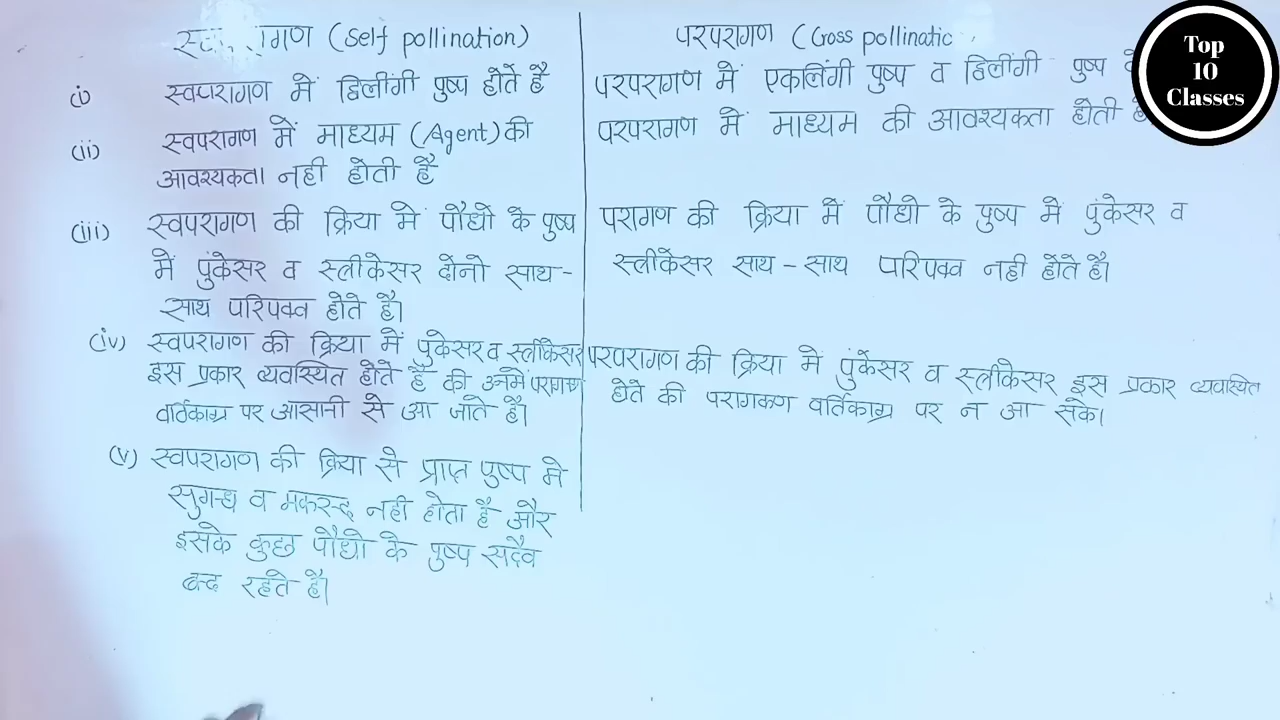 (Self pollination)
परपरागण (Cross pollinatio
Top
10
Classes
(i) स्वपरागण में द्विलींगी पुष्प होते है
परपरागण में एकलिंगी पुष्प व द्विलींगी पुष्प
(ii) स्वपरागण में माध्यम (Agent) की
आवश्यकता नही होती है
परपरागण में माध्यम की आवश्यकता होती
(iii) स्वपरागण की क्रिया में पौधो के पुष्प
में पुंकेसर व स्त्रीकेसर दोनो साथ-
साथ परिपक्व होते है।
परागण की क्रिया में पौधो के पुष्प में पुंकेसर व
स्त्रीकेसर साथ-साथ परिपक्व नही होते है।
(iv) स्वपरागण की क्रिया में पुंकेसर व स्त्रीकेसर
इस प्रकार व्यवस्थित होते है की उनमे परागकण
वर्तिकाग्र पर आसानी से आ जाते है।
परपरागण की क्रिया मे पुंकेसर व स्त्रीकेसर इस प्रकार व्यवस्थित
होते की परागकण वर्तिकाग्र पर न आ सके।
(v) स्वपरागण की क्रिया से प्राप्त पुष्प मे
सुगन्ध व मकरन्द नही होता है और
इसके कुछ पौधो के पुष्प सदैव
बन्द रहते है।